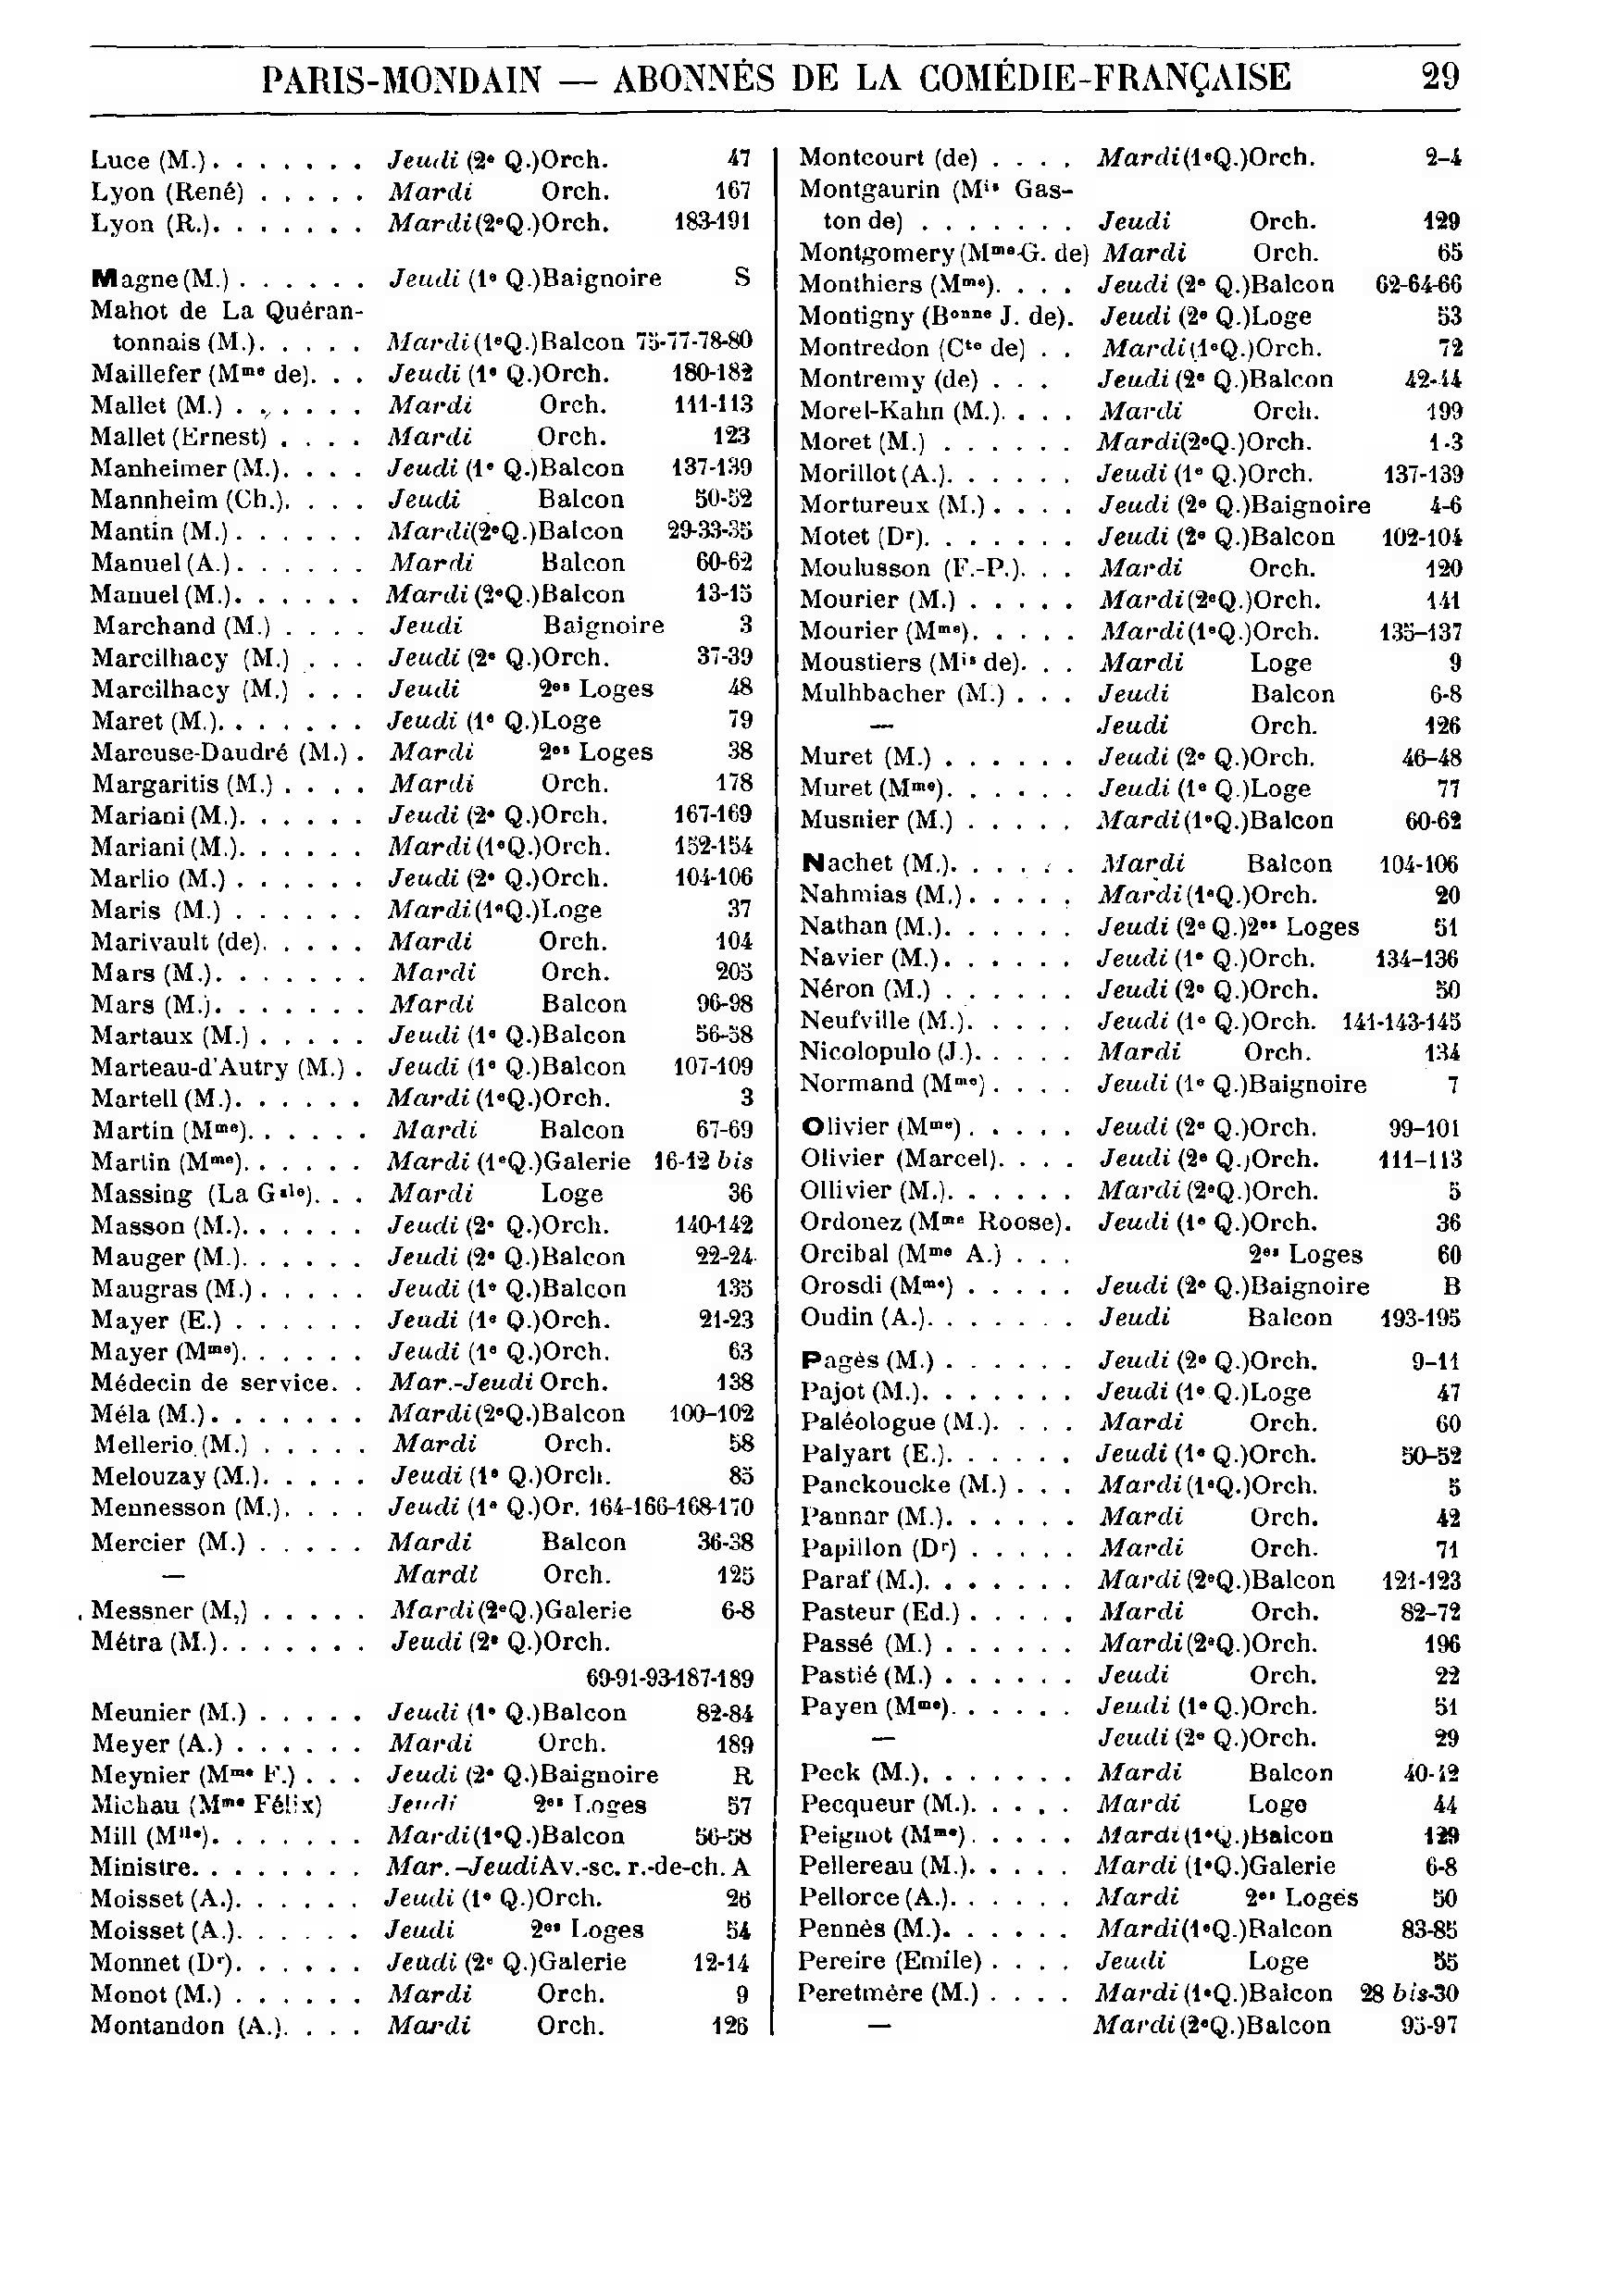 PARIS-MONDAIN — ABONNÉS DE LA COMÉDIE-FRANÇAISE 29
Luce (M.). . . . . . . Jeudi (2e Q.)Orch. 47
Lyon (René) . . . . . Mardi Orch. 167
Lyon (R.). . . . . . . Mardi (2eQ.)Orch. 183-191
Magne (M.) . . . . . . Jeudi (1e Q.)Baignoire S
Mahot de La Quéran-
tonnais (M.). . . . . Mardi (1eQ.)Balcon 75-77-78-80
Maillefer (Mme de). . . Jeudi (1e Q.)Orch. 180-182
Mallet (M.) . . . . . . Mardi Orch. 111-113
Mallet (Ernest) . . . . Mardi Orch. 123
Manheimer (M.). . . . Jeudi (1e Q.)Balcon 137-139
Mannheim (Ch.). . . . Jeudi Balcon 50-52
Mantin (M.) . . . . . . Mardi(2eQ.)Balcon 29-33-35
Manuel (A.) . . . . . . Mardi Balcon 60-62
Manuel (M.). . . . . . Mardi (2eQ.)Balcon 13-15
Marchand (M.) . . . . Jeudi Baignoire 3
Marcilhacy (M.) . . . Jeudi (2e Q.)Orch. 37-39
Marcilhacy (M.) . . . Jeudi 2es Loges 48
Maret (M.). . . . . . . Jeudi (1e Q.)Loge 79
Marcuse-Daudré (M.) . Mardi 2es Loges 38
Margaritis (M.) . . . . Mardi Orch. 178
Mariani (M.). . . . . . Jeudi (2e Q.)Orch. 167-169
Mariani (M.). . . . . . Mardi (1eQ.)Orch. 152-154
Marlio (M.) . . . . . . Jeudi (2e Q.)Orch. 104-106
Maris (M.) . . . . . . Mardi (1eQ.)Loge 37
Marivault (de). . . . . Mardi Orch. 104
Mars (M.). . . . . . . Mardi Orch. 205
Mars (M.). . . . . . . Mardi Balcon 96-98
Martaux (M.) . . . . . Jeudi (1e Q.)Balcon 56-58
Marteau-d'Autry (M.) . Jeudi (1e Q.)Balcon 107-109
Martell (M.). . . . . . Mardi (1eQ.)Orch. 3
Martin (Mme). . . . . . Mardi Balcon 67-69
Martin (Mme). . . . . . Mardi (1eQ.)Galerie 16-12 bis
Massing (La Gale). . . Mardi Loge 36
Masson (M.). . . . . . Jeudi (2e Q.)Orch. 140-142
Mauger (M.). . . . . . Jeudi (2e Q.)Balcon 22-24
Maugras (M.) . . . . . Jeudi (1e Q.)Balcon 135
Mayer (E.) . . . . . . Jeudi (1e Q.)Orch. 21-23
Mayer (Mme). . . . . . Jeudi (1e Q.)Orch. 63
Médecin de service. . Mar.-Jeudi Orch. 138
Méla (M.). . . . . . . Mardi (2eQ.)Balcon 100-102
Mellerio (M.) . . . . . Mardi Orch. 58
Melouzay (M.). . . . . Jeudi (1e Q.)Orch. 85
Mennesson (M.). . . . Jeudi (1e Q.)Or. 164-166-168-170
Mercier (M.) . . . . . Mardi Balcon 36-38
— Mardi Orch. 125
Messner (M,) . . . . . Mardi (2eQ.)Galerie 6-8
Métra (M.). . . . . . . Jeudi (2e Q.)Orch.
69-91-93-187-189
Meunier (M.) . . . . . Jeudi (1e Q.)Balcon 82-84
Meyer (A.) . . . . . . Mardi Orch. 189
Meynier (Mme F.) . . . Jeudi (2e Q.)Baignoire R
Michau (Mme Félix) Jeudi 2es Loges 57
Mill (Mlle). . . . . . . Mardi (1eQ.)Balcon 56-58
Ministre. . . . . . . . Mar.-Jeudi Av.-sc. r.-de-ch. A
Moisset (A.). . . . . . Jeudi (1e Q.)Orch. 26
Moisset (A.). . . . . . Jeudi 2es Loges 54
Monnet (Dr). . . . . . Jeudi (2e Q.)Galerie 12-14
Monot (M.) . . . . . . Mardi Orch. 9
Montandon (A.). . . . Mardi Orch. 126
Montcourt (de) . . . . Mardi (1eQ.)Orch. 2-4
Montgaurin (Mis Gas-
ton de) . . . . . . . Jeudi Orch. 129
Montgomery (Mme G. de) Mardi Orch. 65
Monthiers (Mme). . . . Jeudi (2e Q.)Balcon 62-64-66
Montigny (Bonne J. de). Jeudi (2e Q.)Loge 53
Montredon (Cte de) . . Mardi (1eQ.)Orch. 72
Montremy (de) . . . Jeudi (2e Q.)Balcon 42-44
Morel-Kahn (M.). . . . Mardi Orch. 199
Moret (M.) . . . . . . Mardi(2eQ.)Orch. 1-3
Morillot (A.). . . . . . Jeudi (1e Q.)Orch. 137-139
Mortureux (M.) . . . . Jeudi (2e Q.)Baignoire 4-6
Motet (Dr). . . . . . . Jeudi (2e Q.)Balcon 102-104
Moulusson (F.-P.). . . Mardi Orch. 120
Mourier (M.) . . . . . Mardi (2eQ.)Orch. 141
Mourier (Mme). . . . . Mardi (1eQ.)Orch. 135-137
Moustiers (Mis de). . . Mardi Loge 9
Mulhbacher (M.) . . . Jeudi Balcon 6-8
— Jeudi Orch. 126
Muret (M.) . . . . . . Jeudi (2e Q.)Orch. 46-48
Muret (Mme). . . . . . Jeudi (1e Q.)Loge 77
Musnier (M.) . . . . . Mardi (1eQ.)Balcon 60-62
Nachet (M.). . . . . . Mardi Balcon 104-106
Nahmias (M.). . . . . Mardi (1eQ.)Orch. 20
Nathan (M.). . . . . . Jeudi (2e Q.)2es Loges 51
Navier (M.). . . . . . Jeudi (1e Q.)Orch. 134-136
Néron (M.) . . . . . . Jeudi (2e Q.)Orch. 50
Neufville (M.). . . . . Jeudi (1e Q.)Orch. 141-143-145
Nicolopulo (J.). . . . . Mardi Orch. 134
Normand (Mme) . . . . Jeudi (1e Q.)Baignoire 7
Olivier (Mme) . . . . . Jeudi (2e Q.)Orch. 99-101
Olivier (Marcel). . . . Jeudi (2e Q.)Orch. 111-113
Ollivier (M.). . . . . . Mardi (2eQ.)Orch. 5
Ordonez (Mme Roose). Jeudi (1e Q.)Orch. 36
Orcibal (Mme A.) . . . 2es Loges 60
Orosdi (Mme) . . . . . Jeudi (2e Q.)Baignoire B
Oudin (A.). . . . . . . Jeudi Balcon 193-195
Pagès (M.) . . . . . . Jeudi (2e Q.)Orch. 9-11
Pajot (M.). . . . . . . Jeudi (1e Q.)Loge 47
Paléologue (M.). . . . Mardi Orch. 60
Palyart (E.). . . . . . Jeudi (1e Q.)Orch. 50-52
Panckoucke (M.) . . . Mardi (1eQ.)Orch. 5
Pannar (M.). . . . . . Mardi Orch. 42
Papillon (Dr) . . . . . Mardi Orch. 71
Paraf (M.). . . . . . . Mardi (2eQ.)Balcon 121-123
Pasteur (Ed.) . . . . . Mardi Orch. 82-72
Passé (M.) . . . . . . Mardi (2eQ.)Orch. 196
Pastié (M.) . . . . . . Jeudi Orch. 22
Payen (Mme). . . . . . Jeudi (1e Q.)Orch. 51
— Jeudi (2e Q.)Orch. 29
Peck (M.). . . . . . . Mardi Balcon 40-42
Pecqueur (M.). . . . . Mardi Loge 44
Peignot (Mme) . . . . . Mardi (1eQ.)Balcon 129
Pellereau (M.). . . . . Mardi (1eQ.)Galerie 6-8
Pellorce (A.). . . . . . Mardi 2es Loges 50
Pennès (M.). . . . . . Mardi (1eQ.)Balcon 83-85
Pereire (Emile) . . . . Jeudi Loge 55
Peretmère (M.) . . . . Mardi (1eQ.)Balcon 28 bis-30
— Mardi (2eQ.)Balcon 95-97